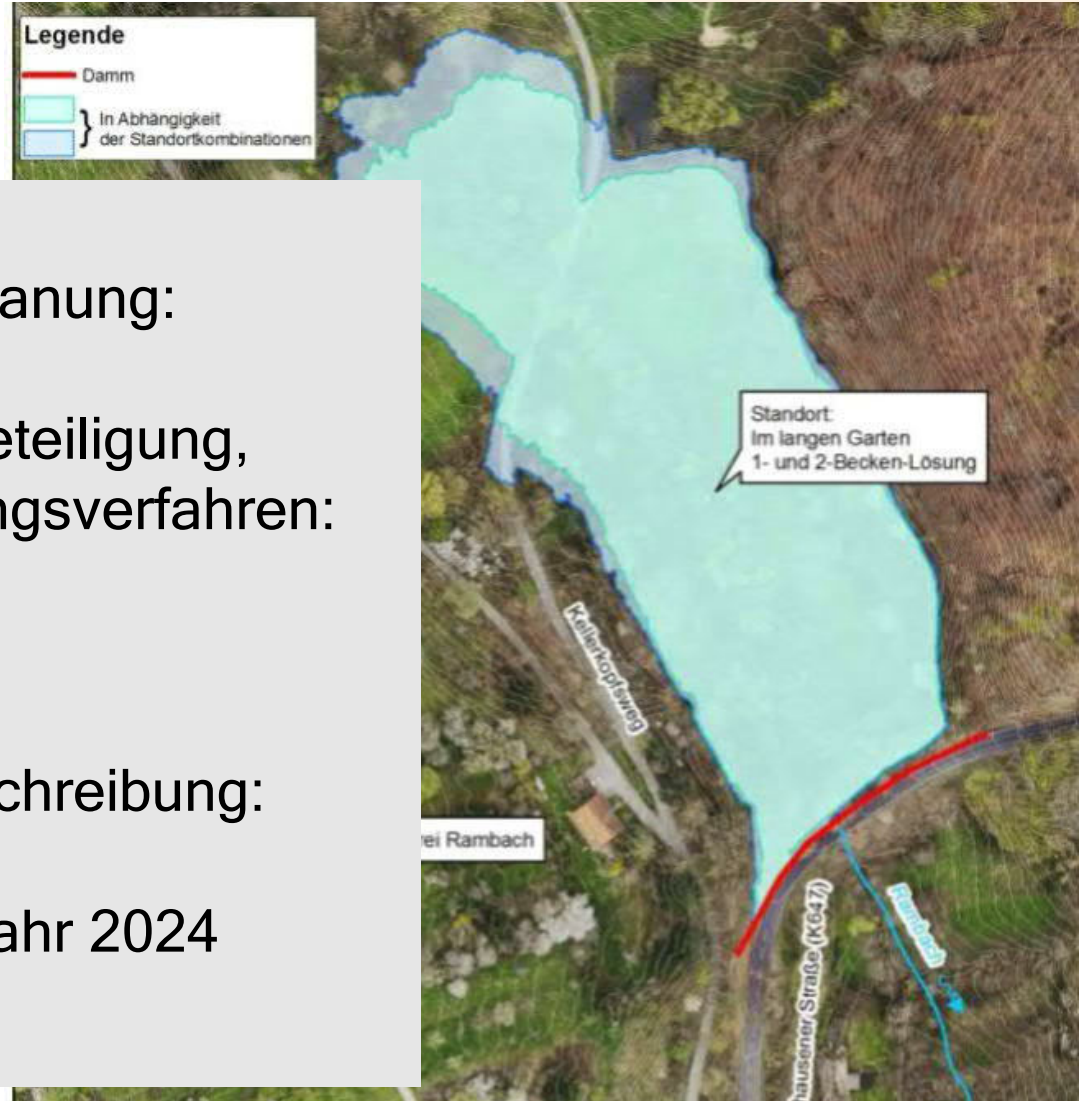 Legende
Damm
In Abhängigkeit
der Standortkombinationen
anung:
eteiligung,
ngsverfahren:
chreibung:
ahr 2024
Standort:
Im langen Garten
1- und 2-Becken-Lösung
Kellerkopfsweg
ei Rambach
hausener Straße (K647)
Rambach